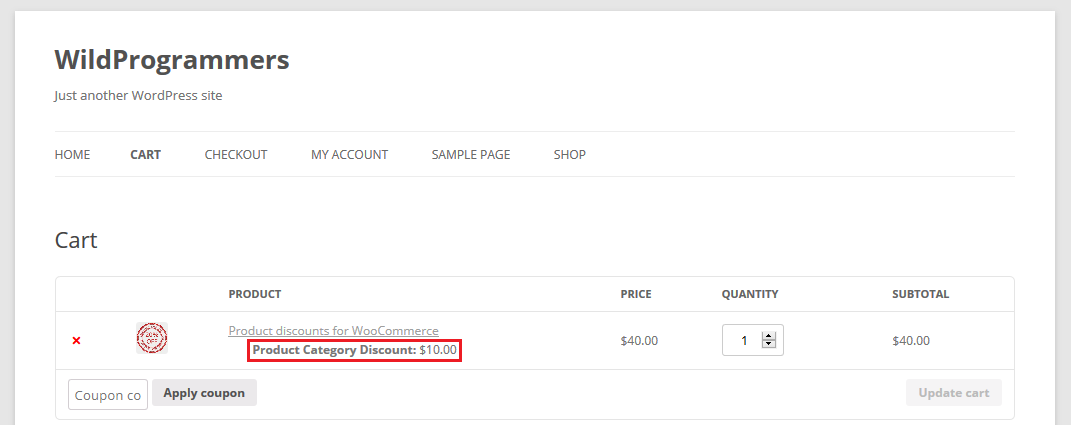 WildProgrammers
Just another WordPress site
HOME CART CHECKOUT MY ACCOUNT SAMPLE PAGE SHOP
Cart
PRODUCT PRICE QUANTITY SUBTOTAL
× 20% OFF Product discounts for WooCommerce $40.00 1 $40.00
Product Category Discount: $10.00
Coupon co Apply coupon Update cart